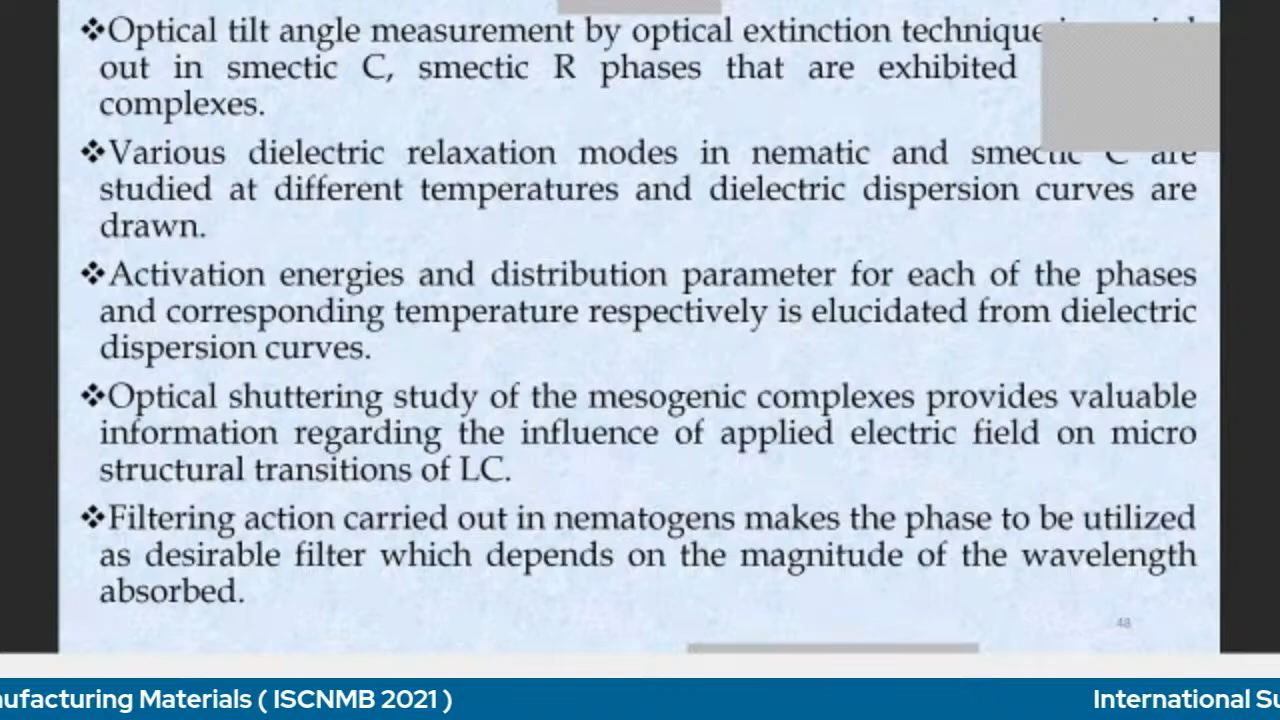 ❖Optical tilt angle measurement by optical extinction technique
out in smectic C, smectic R phases that are exhibited
complexes.
❖Various dielectric relaxation modes in nematic and smectic C are
studied at different temperatures and dielectric dispersion curves are
drawn.
❖Activation energies and distribution parameter for each of the phases
and corresponding temperature respectively is elucidated from dielectric
dispersion curves.
❖Optical shuttering study of the mesogenic complexes provides valuable
information regarding the influence of applied electric field on micro
structural transitions of LC.
❖Filtering action carried out in nematogens makes the phase to be utilized
as desirable filter which depends on the magnitude of the wavelength
absorbed.
48
nufacturing Materials ( ISCNMB 2021 )
International Su